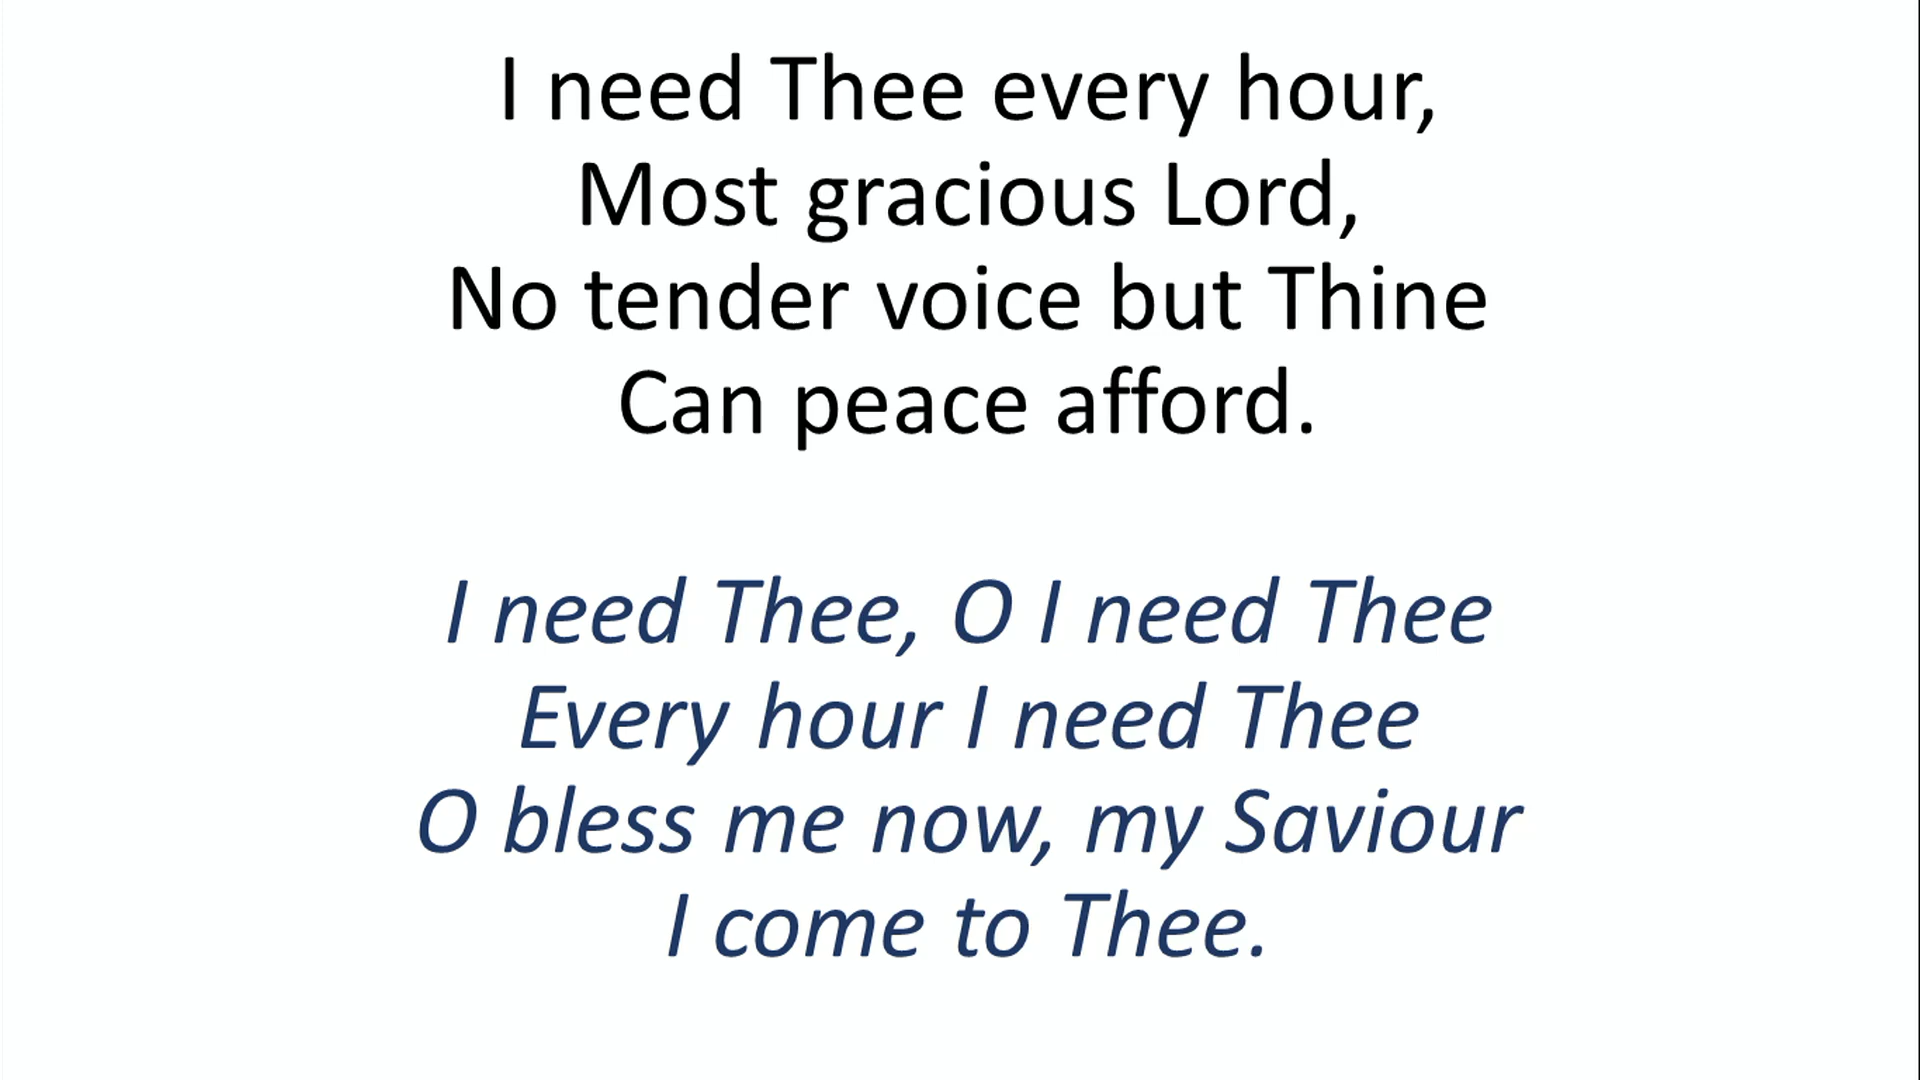 I need Thee every hour,
Most gracious Lord,
No tender voice but Thine
Can peace afford.
I need Thee, O I need Thee
Every hour I need Thee
O bless me now, my Saviour
I come to Thee.